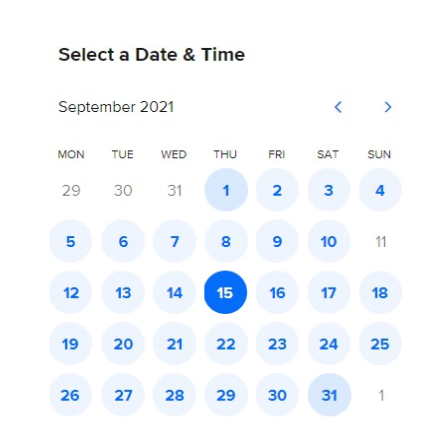 Select a Date & Time
September 2021
MON TUE WED THU FRI SAT SUN
29 30 31 1 2 3 4
5 6 7 8 9 10 11
12 13 14 15 16 17 18
19 20 21 22 23 24 25
26 27 28 29 30 31 1